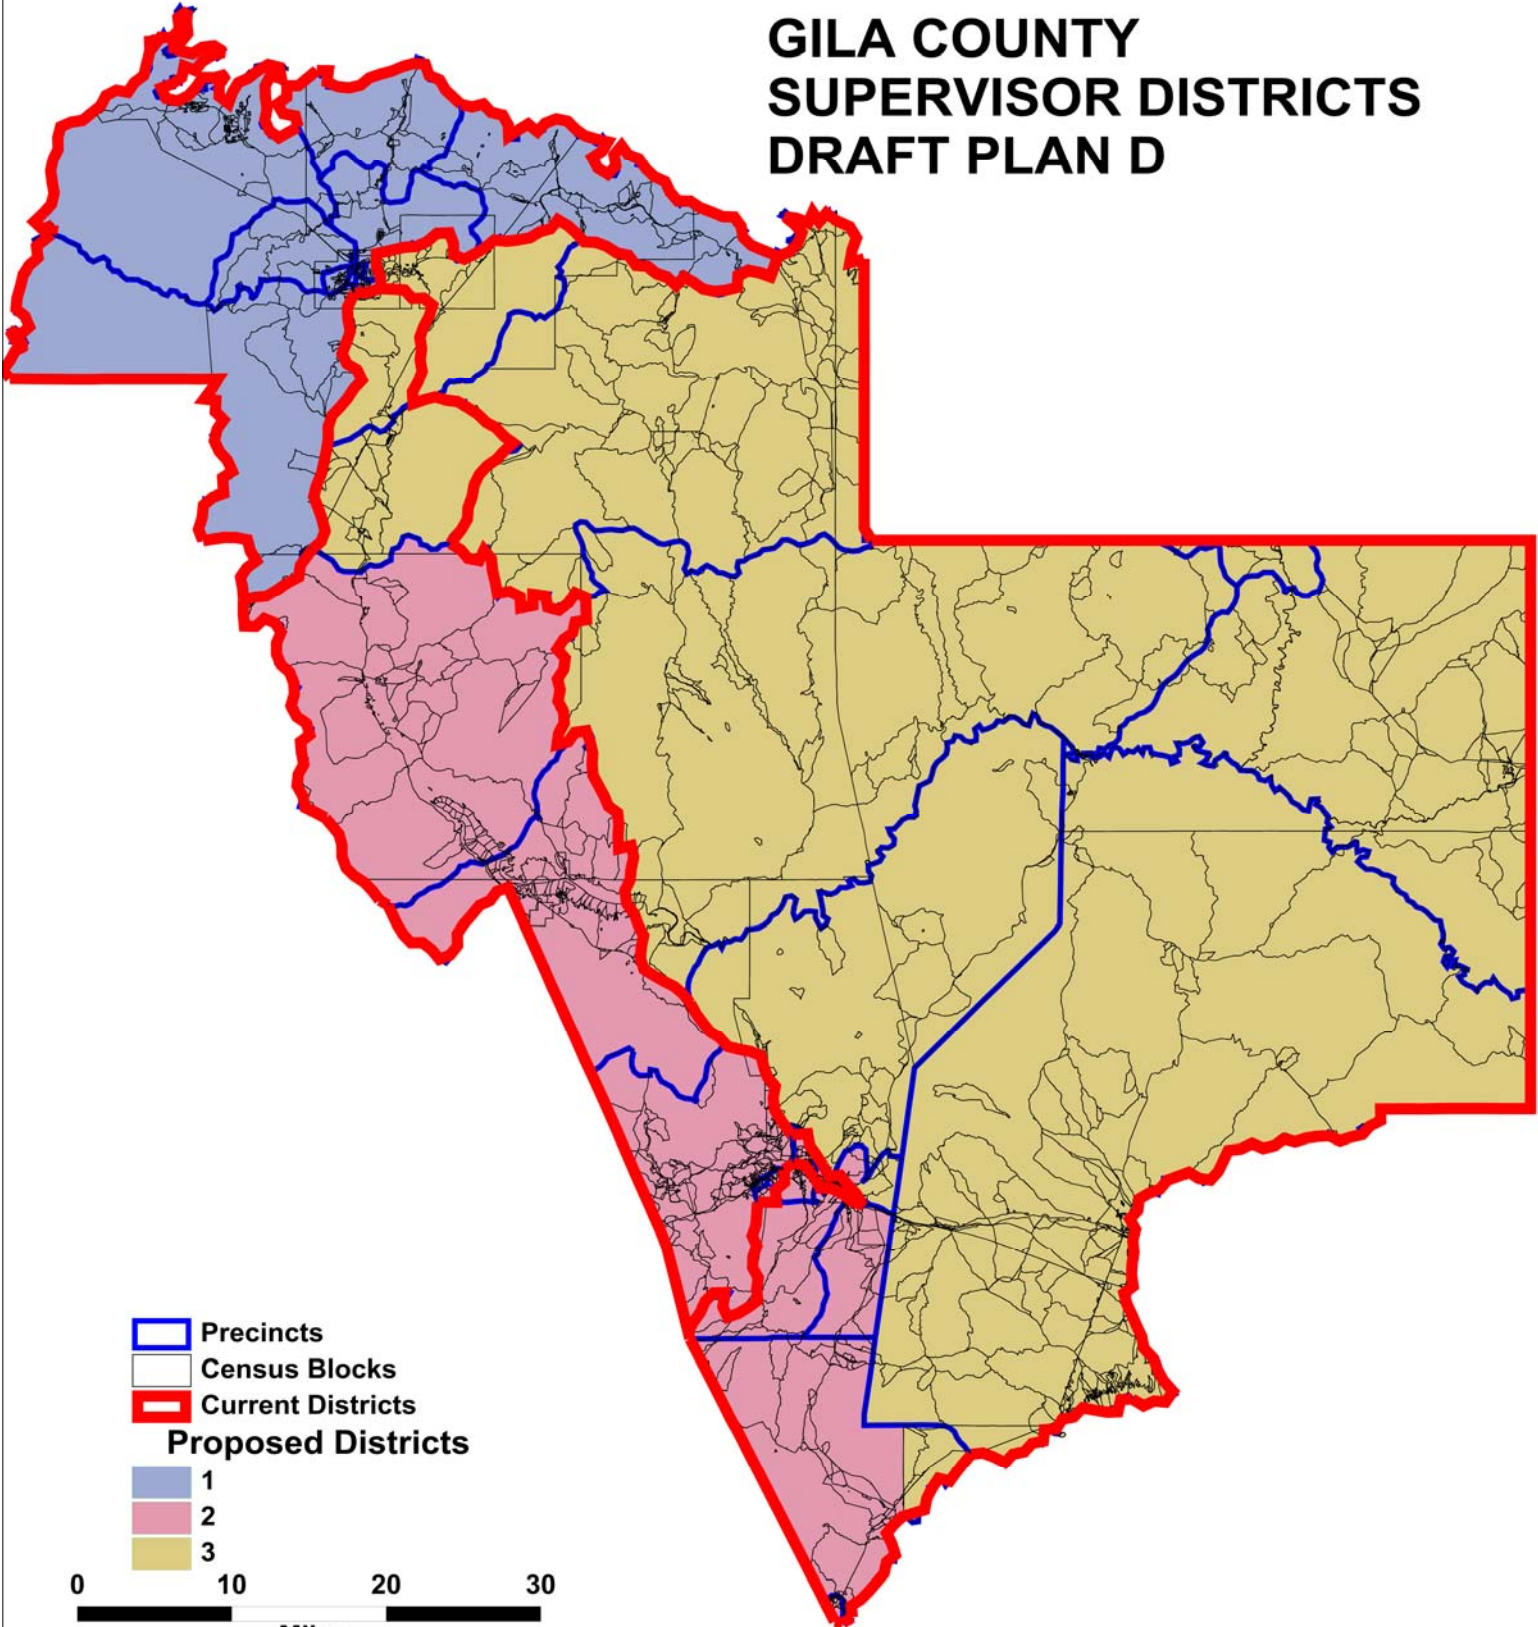 GILA COUNTY
SUPERVISOR DISTRICTS
DRAFT PLAN D
Precincts
Census Blocks
Current Districts
Proposed Districts
1
2
3
0 10 20 30